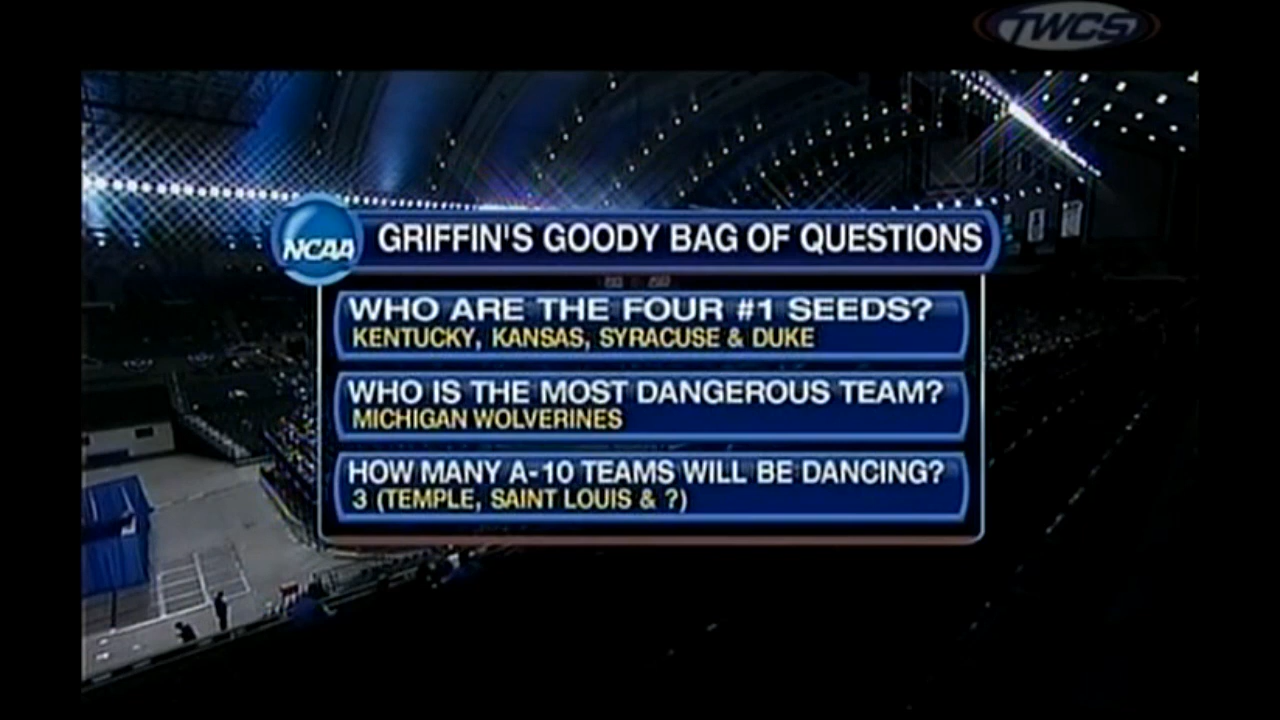 TWCS
NCAA
GRIFFIN'S GOODY BAG OF QUESTIONS
WHO ARE THE FOUR #1 SEEDS?
KENTUCKY, KANSAS, SYRACUSE & DUKE
WHO IS THE MOST DANGEROUS TEAM?
MICHIGAN WOLVERINES
HOW MANY A-10 TEAMS WILL BE DANCING?
3 (TEMPLE, SAINT LOUIS & ?)